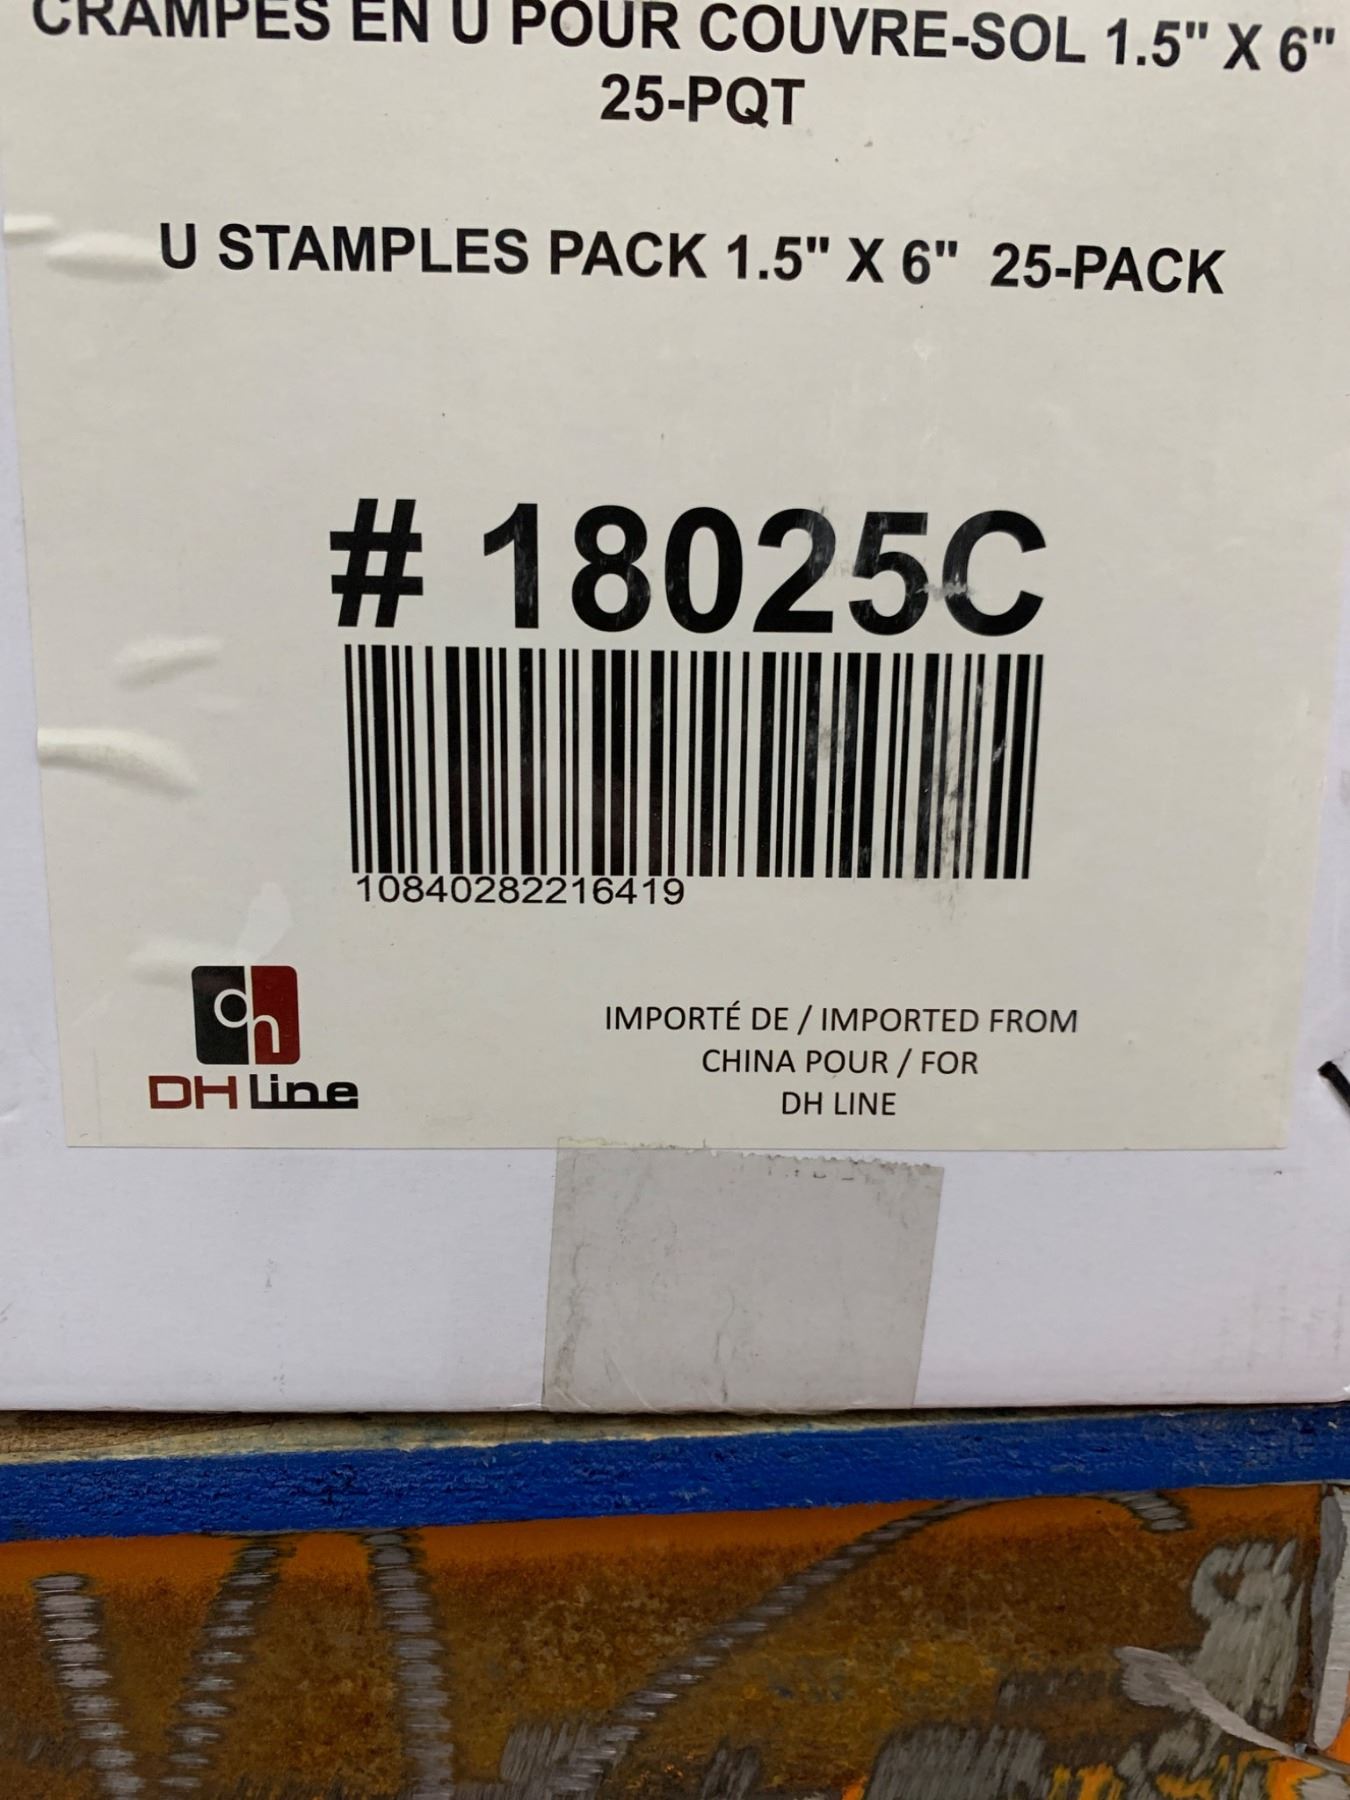 CRAMPES EN U POUR COUVRE-SOL 1.5" X 6"
25-PQT
U STAMPLES PACK 1.5" X 6" 25-PACK
# 18025C
10840282216419
dh
DH Line
IMPORTÉ DE / IMPORTED FROM
CHINA POUR / FOR
DH LINE